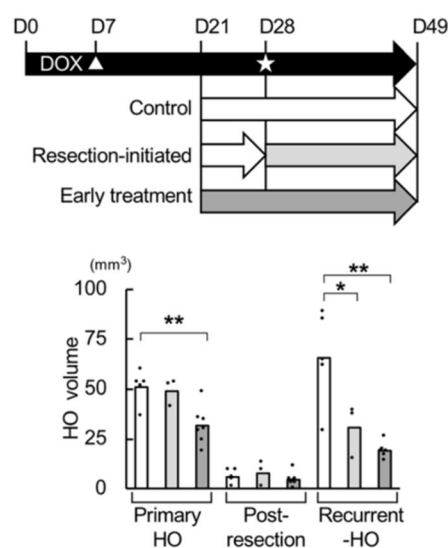 D0 D7 D21 D28 D49
DOX
Control
Resection-initiated
Early treatment
(mm³)
100
**
**
*
75
HO volume
50
25
0
Primary HO
Post-resection
Recurrent-HO